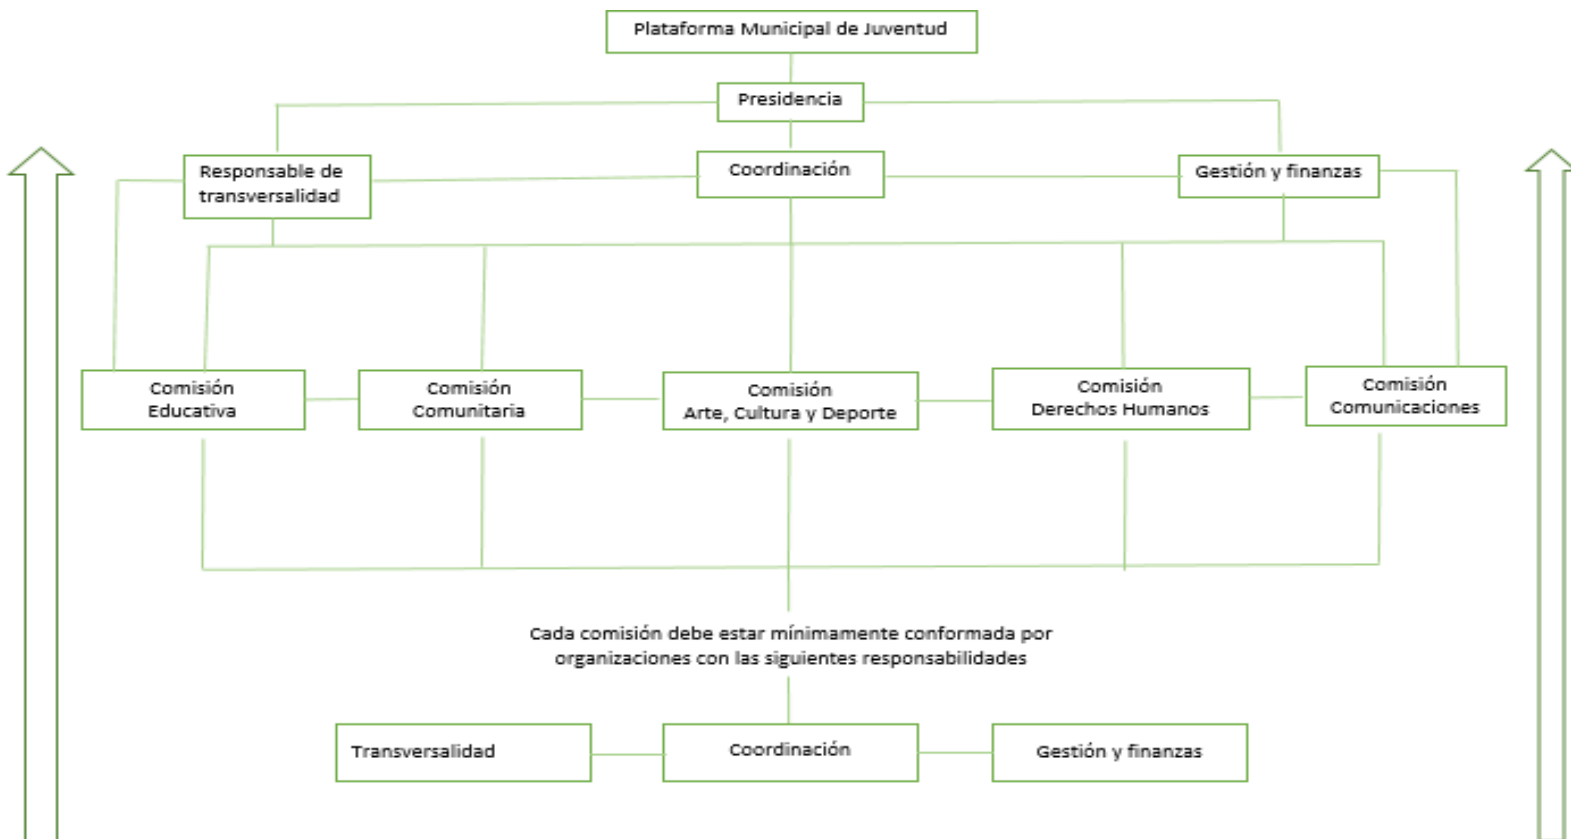 Plataforma Municipal de Juventud
Presidencia
Responsable de
transversalidad
Coordinación
Gestión y finanzas
Comisión
Educativa
Comisión
Comunitaria
Comisión
Arte, Cultura y Deporte
Comisión
Derechos Humanos
Comisión
Comunicaciones
Cada comisión debe estar mínimamente conformada por
organizaciones con las siguientes responsabilidades
Transversalidad
Coordinación
Gestión y finanzas